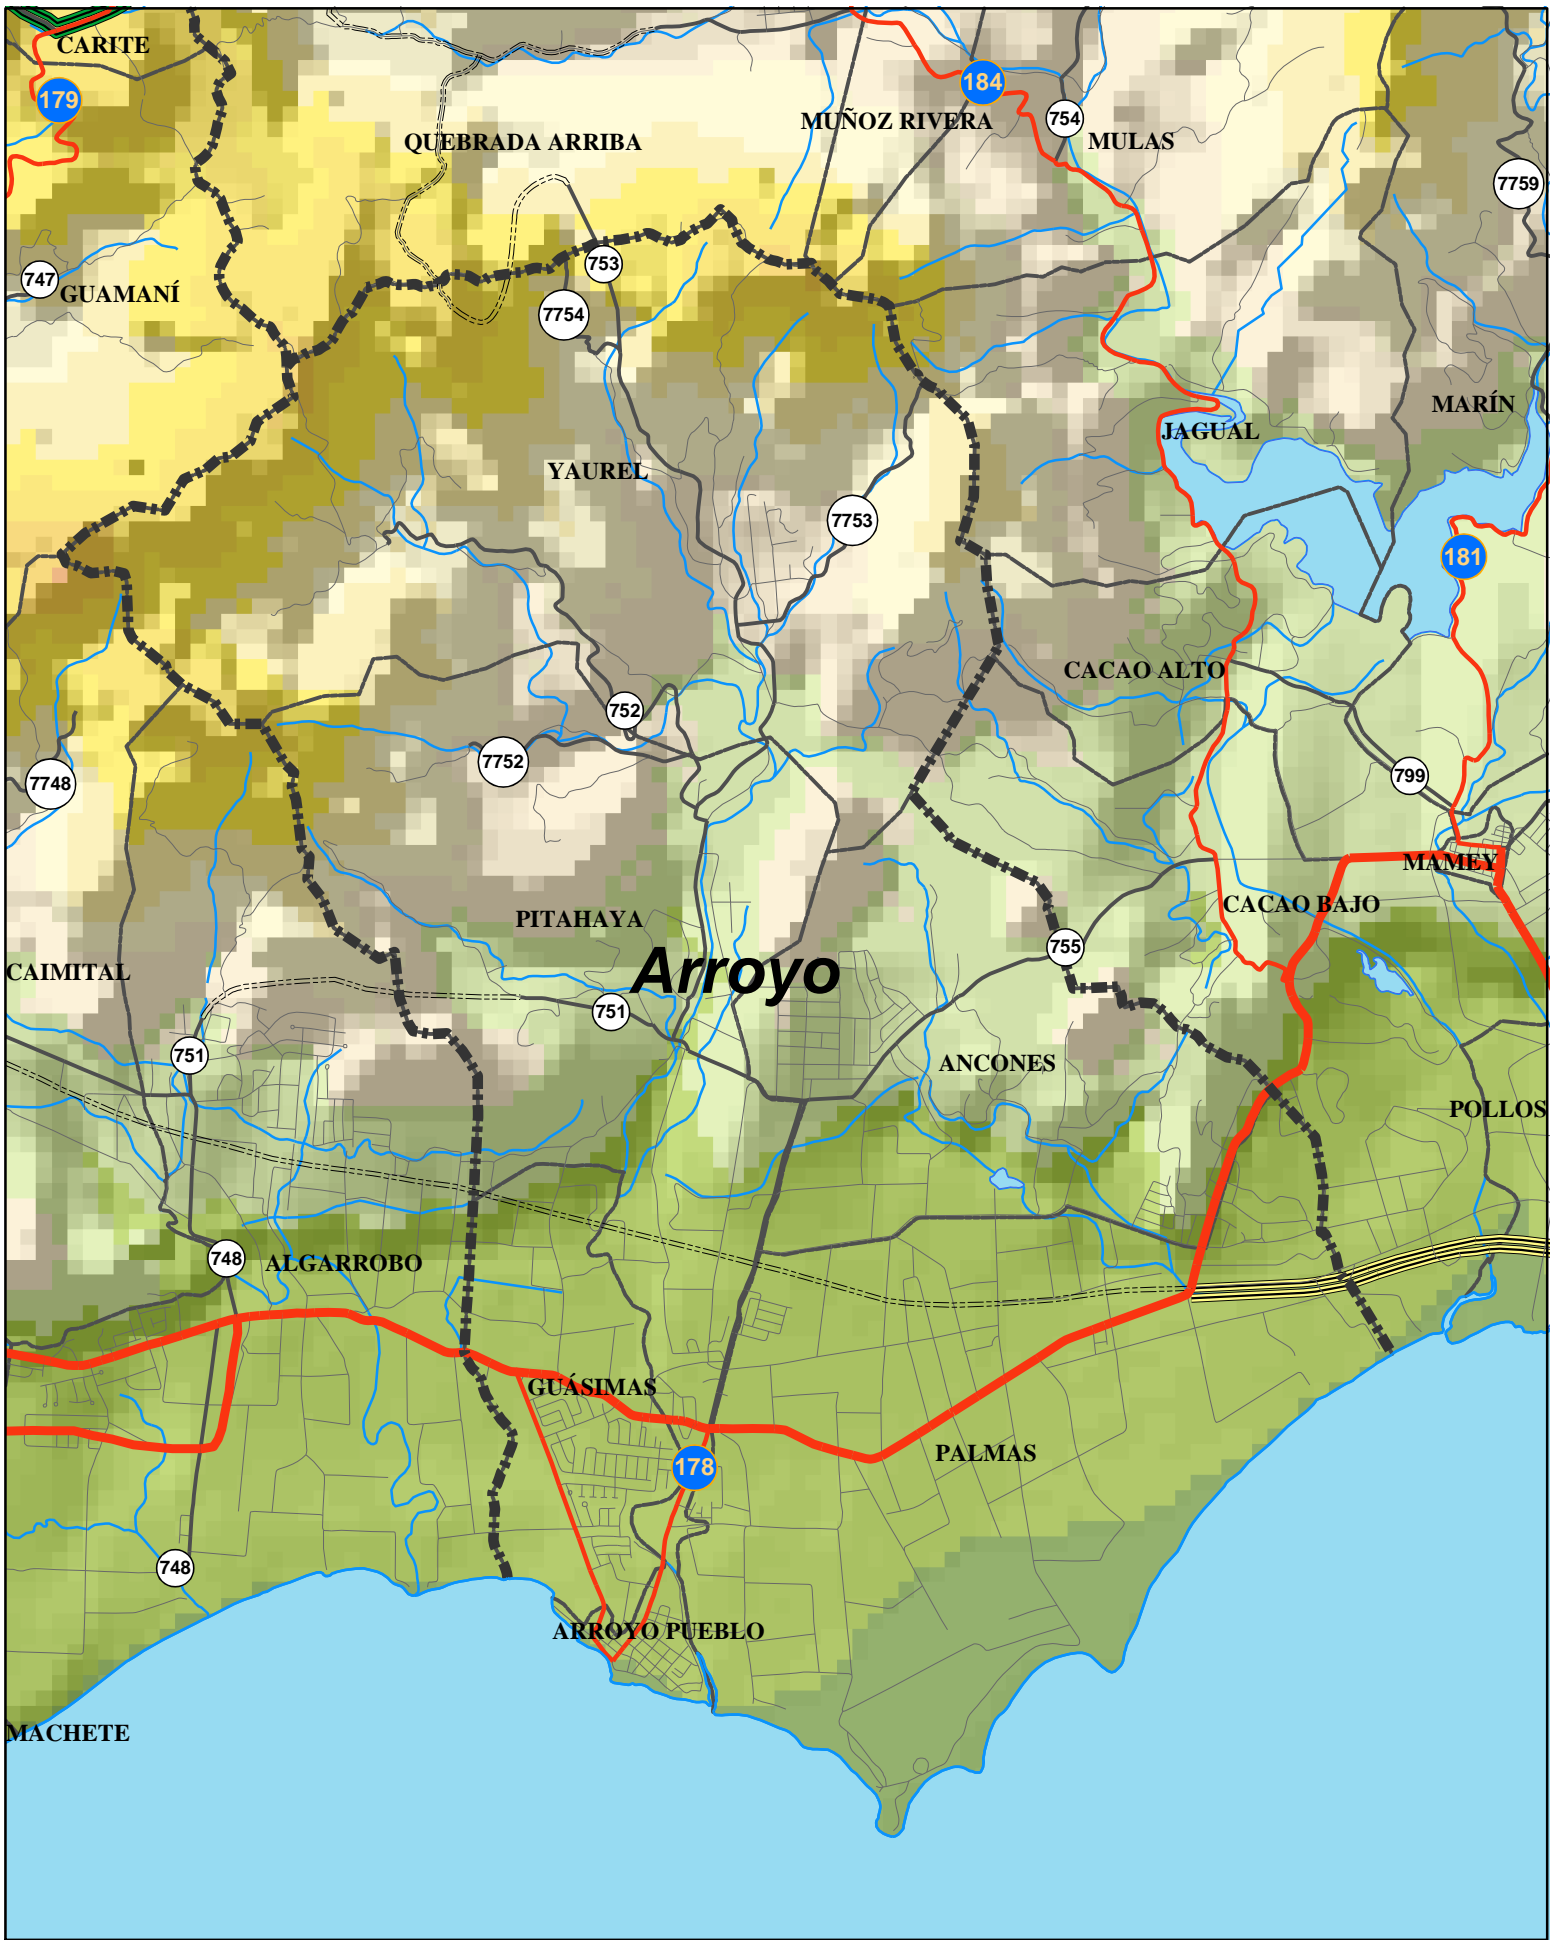 CARITE
179
184
MUÑOZ RIVERA
754
MULAS
QUEBRADA ARRIBA
7759
753
747
GUAMANÍ
7754
MARÍN
JAGUAL
YAUREL
7753
181
CACAO ALTO
752
7752
7748
799
MAMEY
CACAO BAJO
PITAHAYA
755
CAIMITAL
Arroyo
751
751
ANCONES
POLLOS
748
ALGARROBO
GUÁSIMAS
PALMAS
178
748
ARROYO PUEBLO
MACHETE